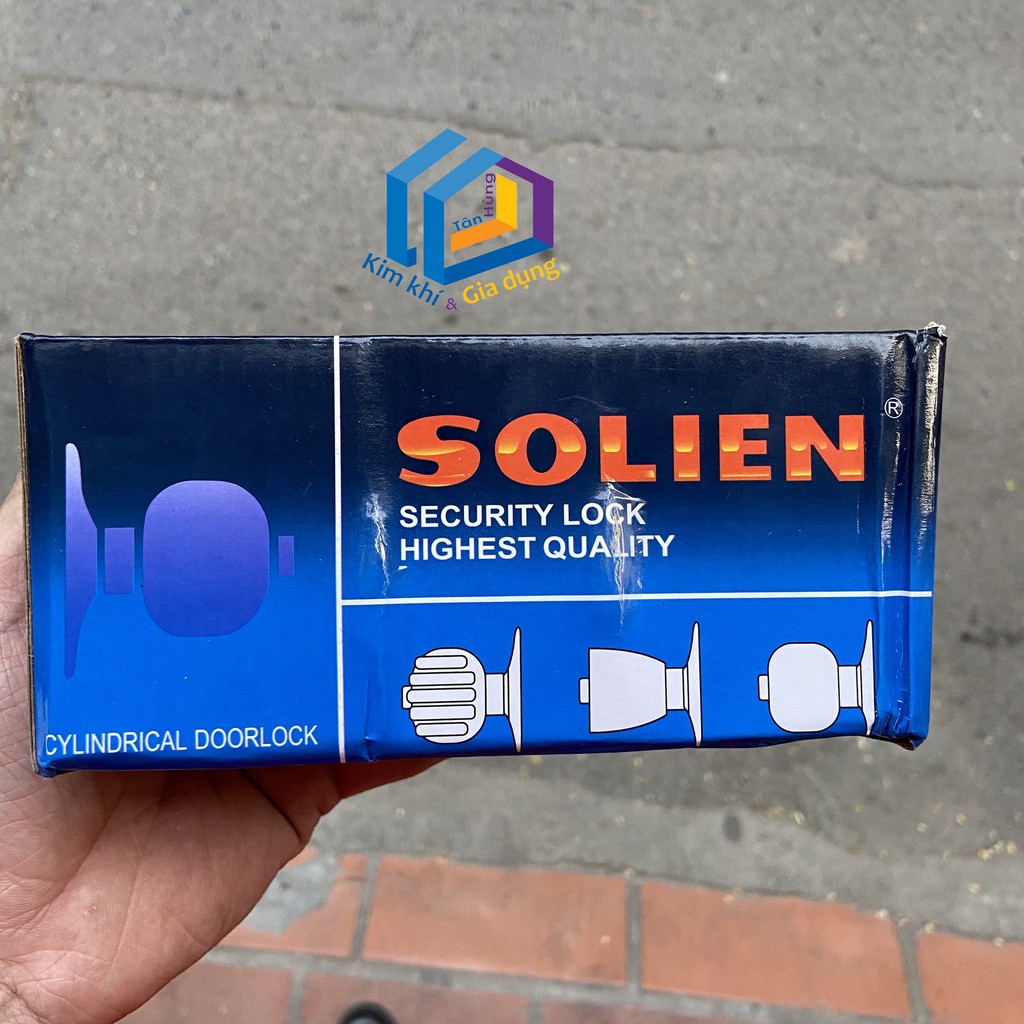 Tân
Hùng
Kim khí & Gia dụng
SOLIEN®
SECURITY LOCK
HIGHEST QUALITY
CYLINDRICAL DOORLOCK